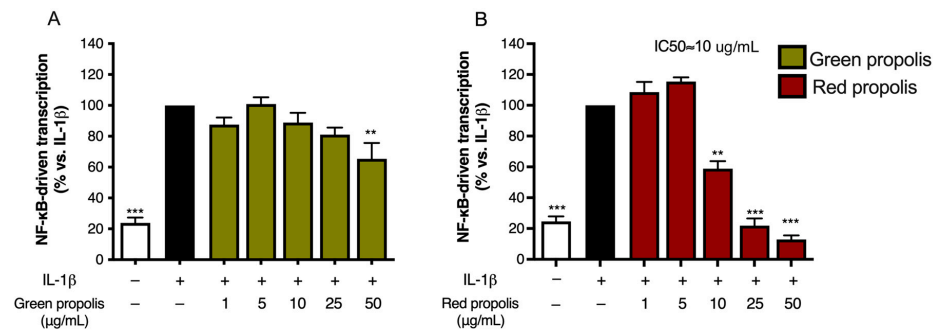 A
NF-κB-driven transcription
(% vs. IL-1β)
140
120
100
80
60
40
20
0
***
**
IL-1β − + + + + + +
Green propolis − − 1 5 10 25 50
(μg/mL)
B
IC50≈10 ug/mL
NF-κB-driven transcription
(% vs. IL-1β)
140
120
100
80
60
40
20
0
***
**
***
***
IL-1β − + + + + + +
Red propolis − − 1 5 10 25 50
(μg/mL)
Green propolis
Red propolis